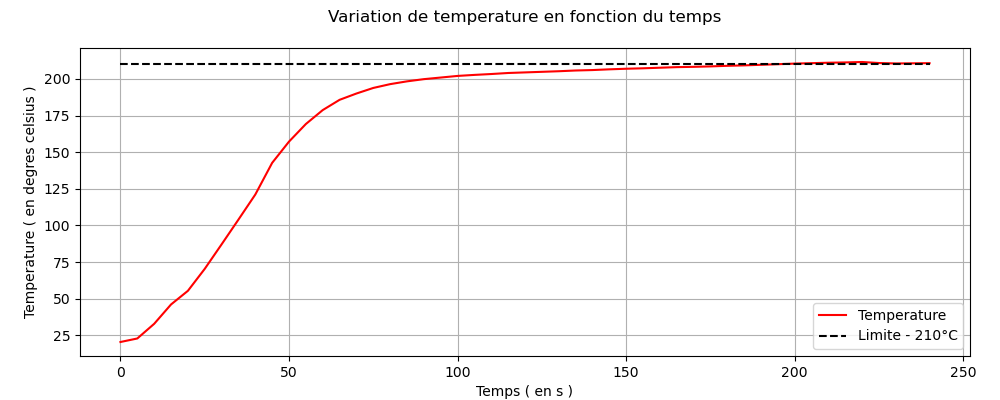 Variation de temperature en fonction du temps
Temperature ( en degres celsius )
200
175
150
125
100
75
50
25
0 50 100 150 200 250
Temps ( en s )
Temperature
Limite - 210°C